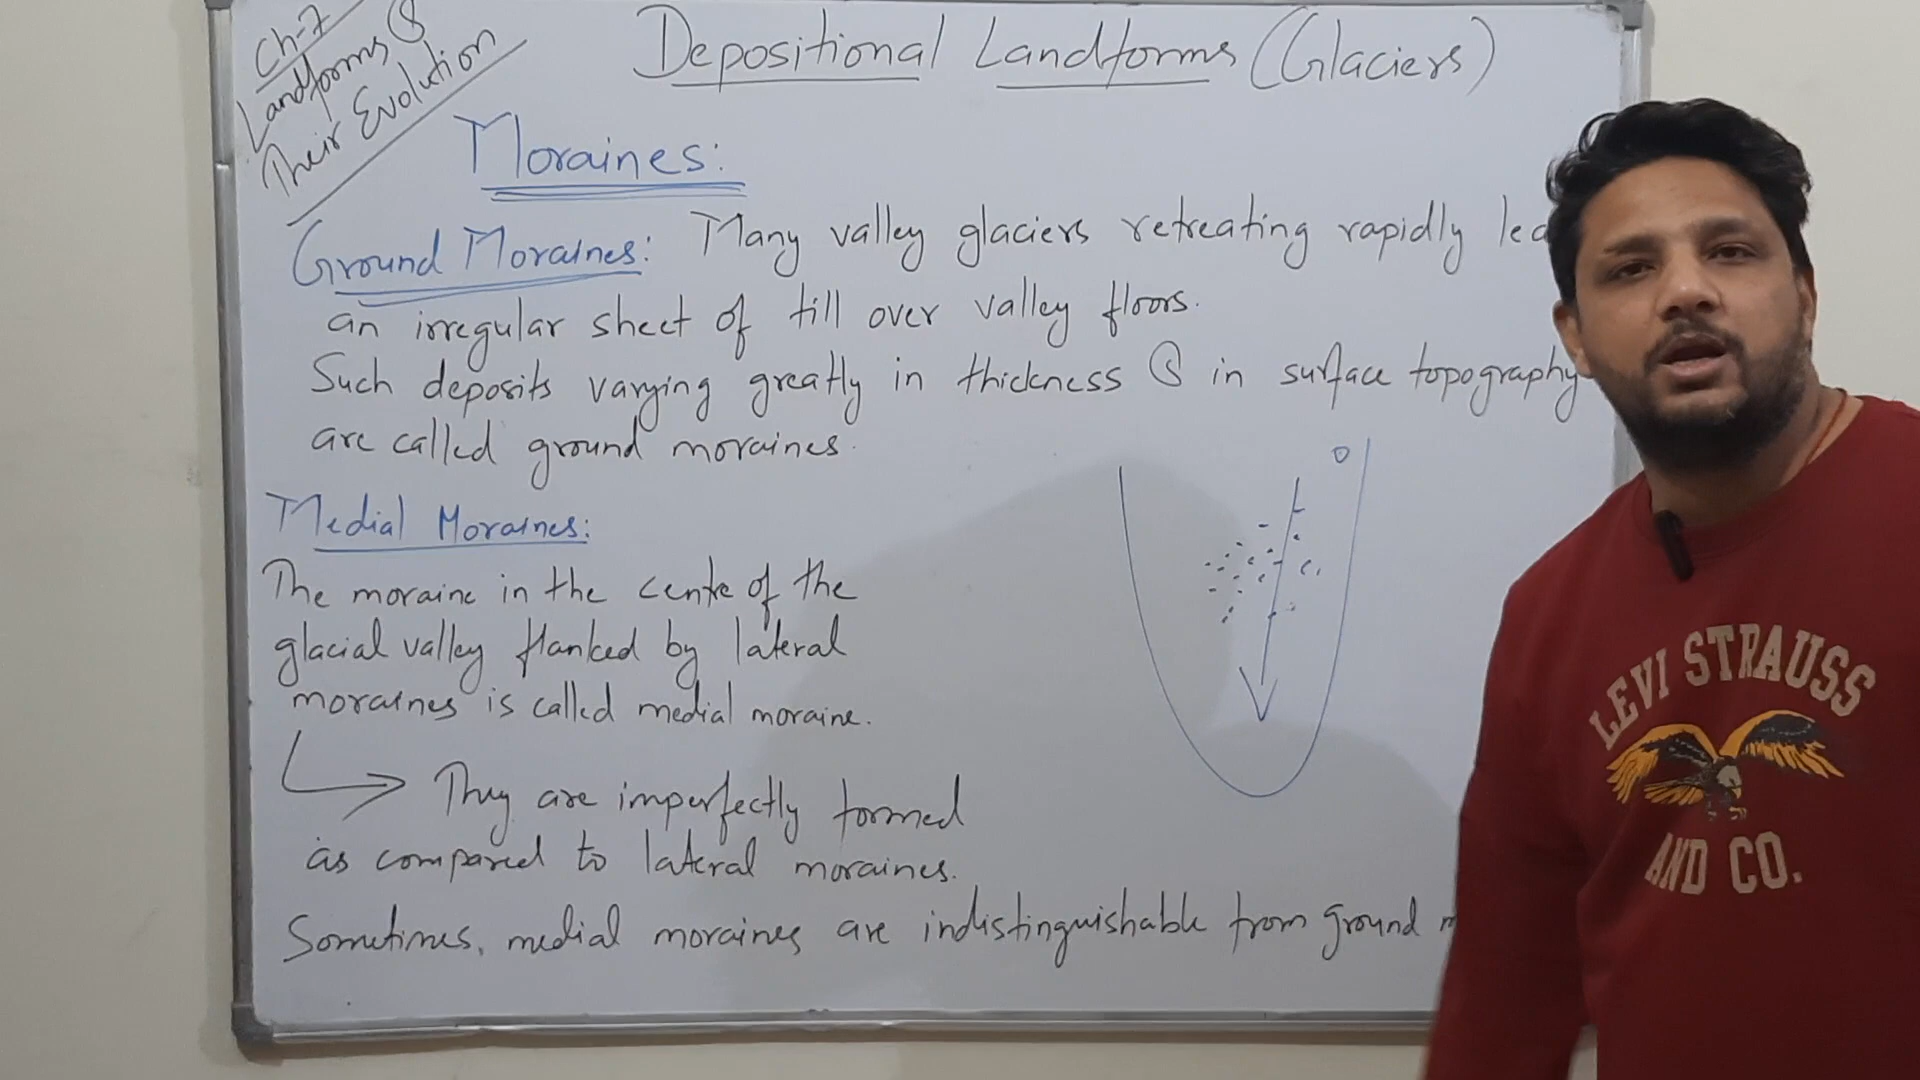 Ch-7
Landforms &
Their Evolution
Depositional Landforms (Glaciers)
Moraines:
Ground Moraines: Many valley glaciers retreating rapidly lea
an irregular sheet of till over valley floors.
Such deposits varying greatly in thickness & in surface topography
are called ground moraines.
Medial Moraines:
The moraine in the centre of the
glacial valley flanked by lateral
moraines is called medial moraine.
They are imperfectly formed
as compared to lateral moraines.
Sometimes, medial moraines are indistinguishable from ground m
LEVI STRAUSS
AND CO.